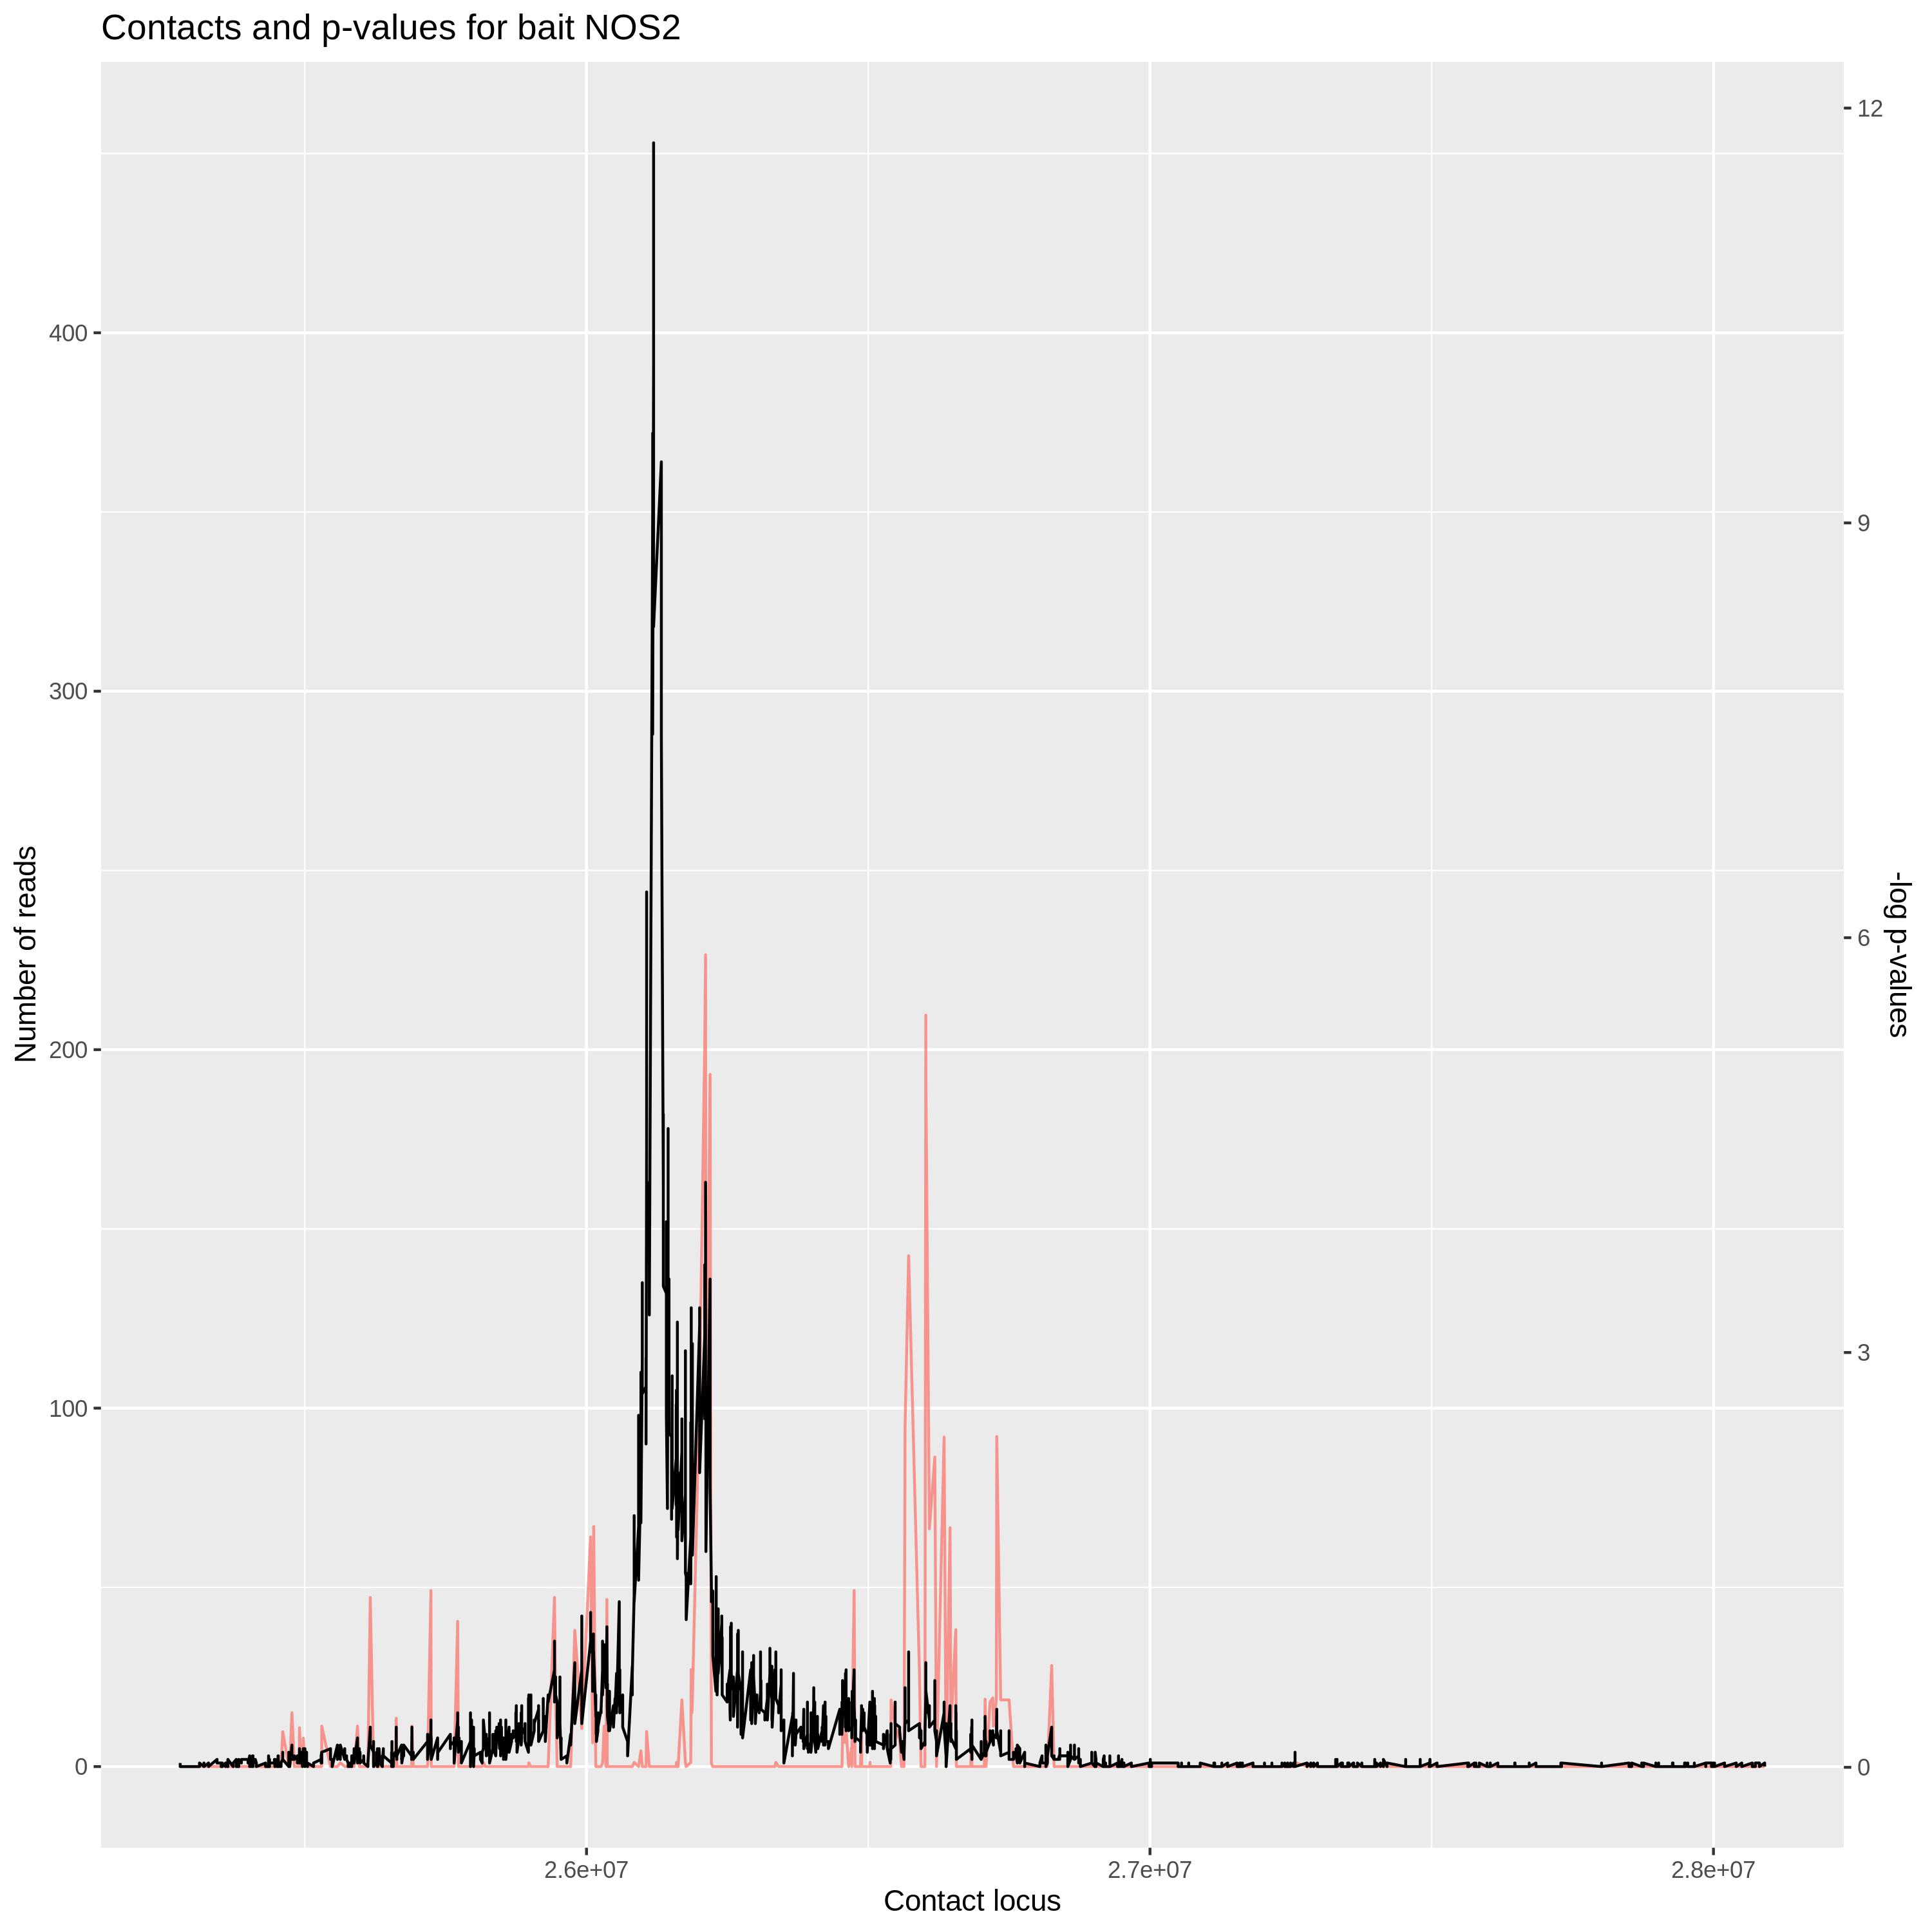 Contacts and p-values for bait NOS2
Number of reads
400
300
200
100
0
12
9
6
3
0
-log p-values
2.6e+07
2.7e+07
2.8e+07
Contact locus